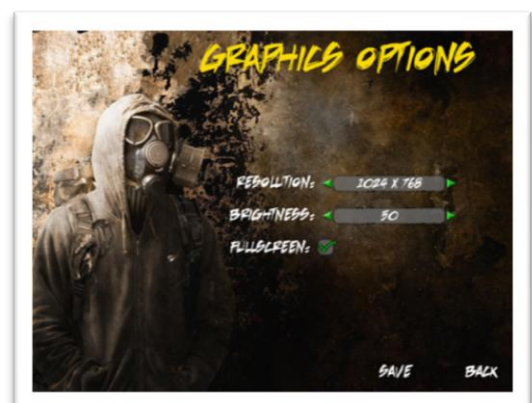 GRAPHICS OPTIONS
RESOLUTION: 1024 X 768
BRIGHTNESS: 50
FULLSCREEN:
SAVE BACK